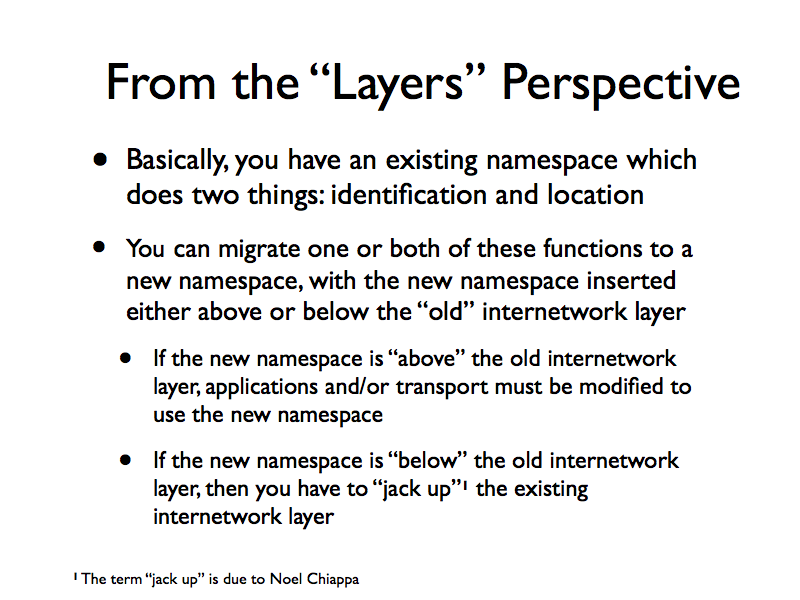 From the “Layers” Perspective
• Basically, you have an existing namespace which
does two things: identification and location
• You can migrate one or both of these functions to a
new namespace, with the new namespace inserted
either above or below the “old” internetwork layer
• If the new namespace is “above” the old internetwork
layer, applications and/or transport must be modified to
use the new namespace
• If the new namespace is “below” the old internetwork
layer, then you have to “jack up”¹ the existing
internetwork layer
¹ The term “jack up” is due to Noel Chiappa